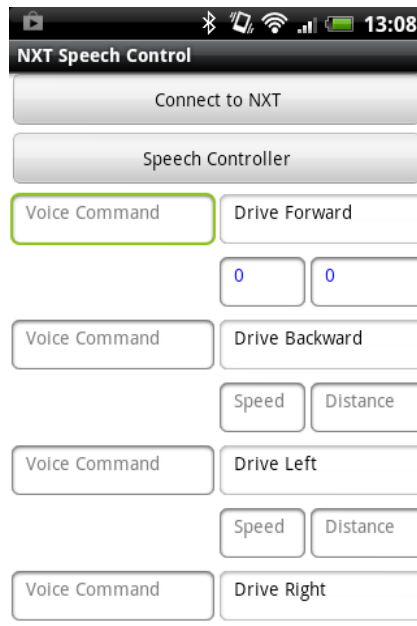 13:08
NXT Speech Control
Connect to NXT
Speech Controller
Voice Command Drive Forward
0 0
Voice Command Drive Backward
Speed Distance
Voice Command Drive Left
Speed Distance
Voice Command Drive Right